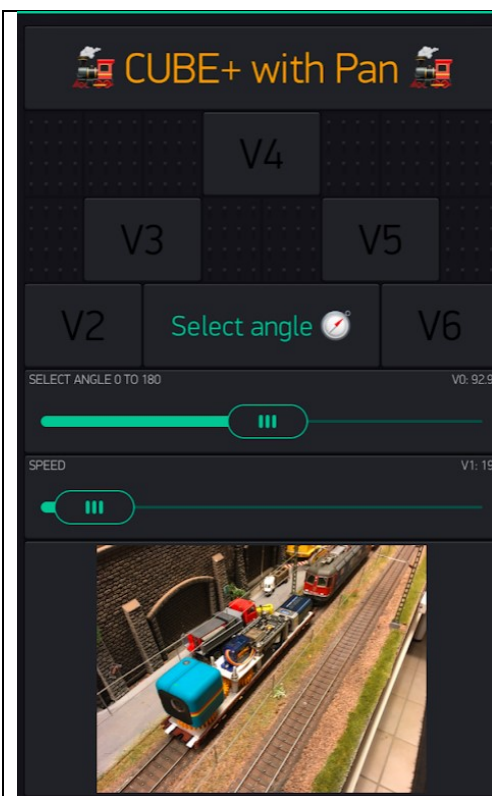 🚂 CUBE+ with Pan 🚂
V4
V3 V5
V2 Select angle 🧭 V6
SELECT ANGLE 0 TO 180 V0: 92.9
SPEED V1: 19